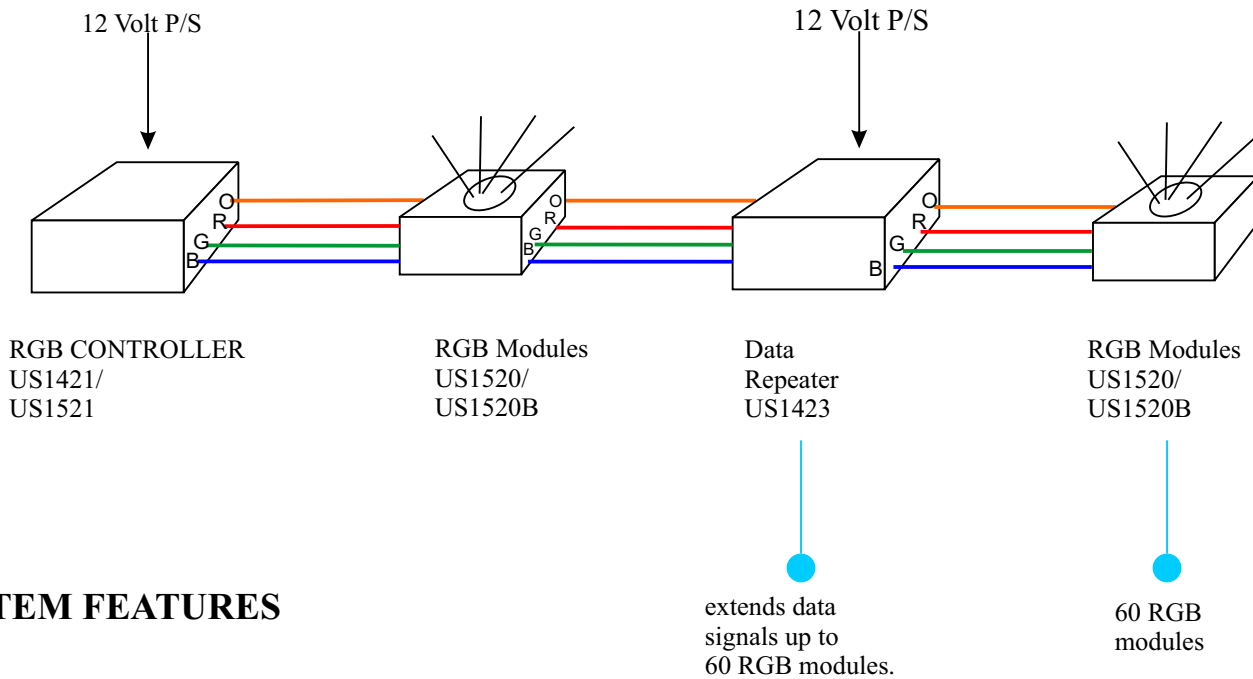 12 Volt P/S
12 Volt P/S
O
R
G
B
O
R
G
B
O
R
G
B
RGB CONTROLLER
US1421/
US1521
RGB Modules
US1520/
US1520B
Data
Repeater
US1423
RGB Modules
US1520/
US1520B
TEM FEATURES
extends data
signals up to
60 RGB modules.
60 RGB
modules